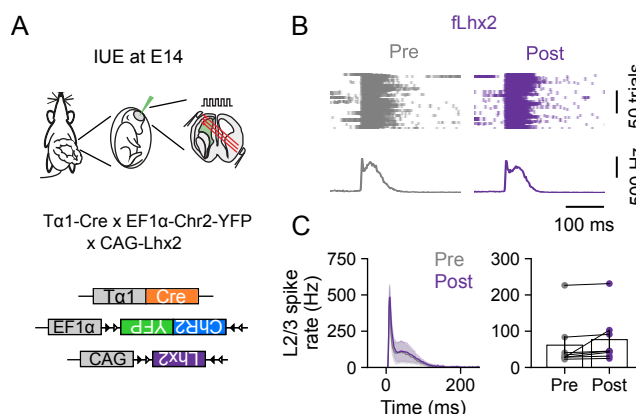 A
IUE at E14
Tα1-Cre x EF1α-Chr2-YFP
x CAG-Lhx2
Tα1 Cre
EF1α YFP ChR2
CAG Lhx2
B
fLhx2
Pre Post
50 trials
500 Hz
100 ms
C
L2/3 spike
rate (Hz)
750
500
250
0
0 200
Time (ms)
Pre
Post
300
200
100
0
Pre Post